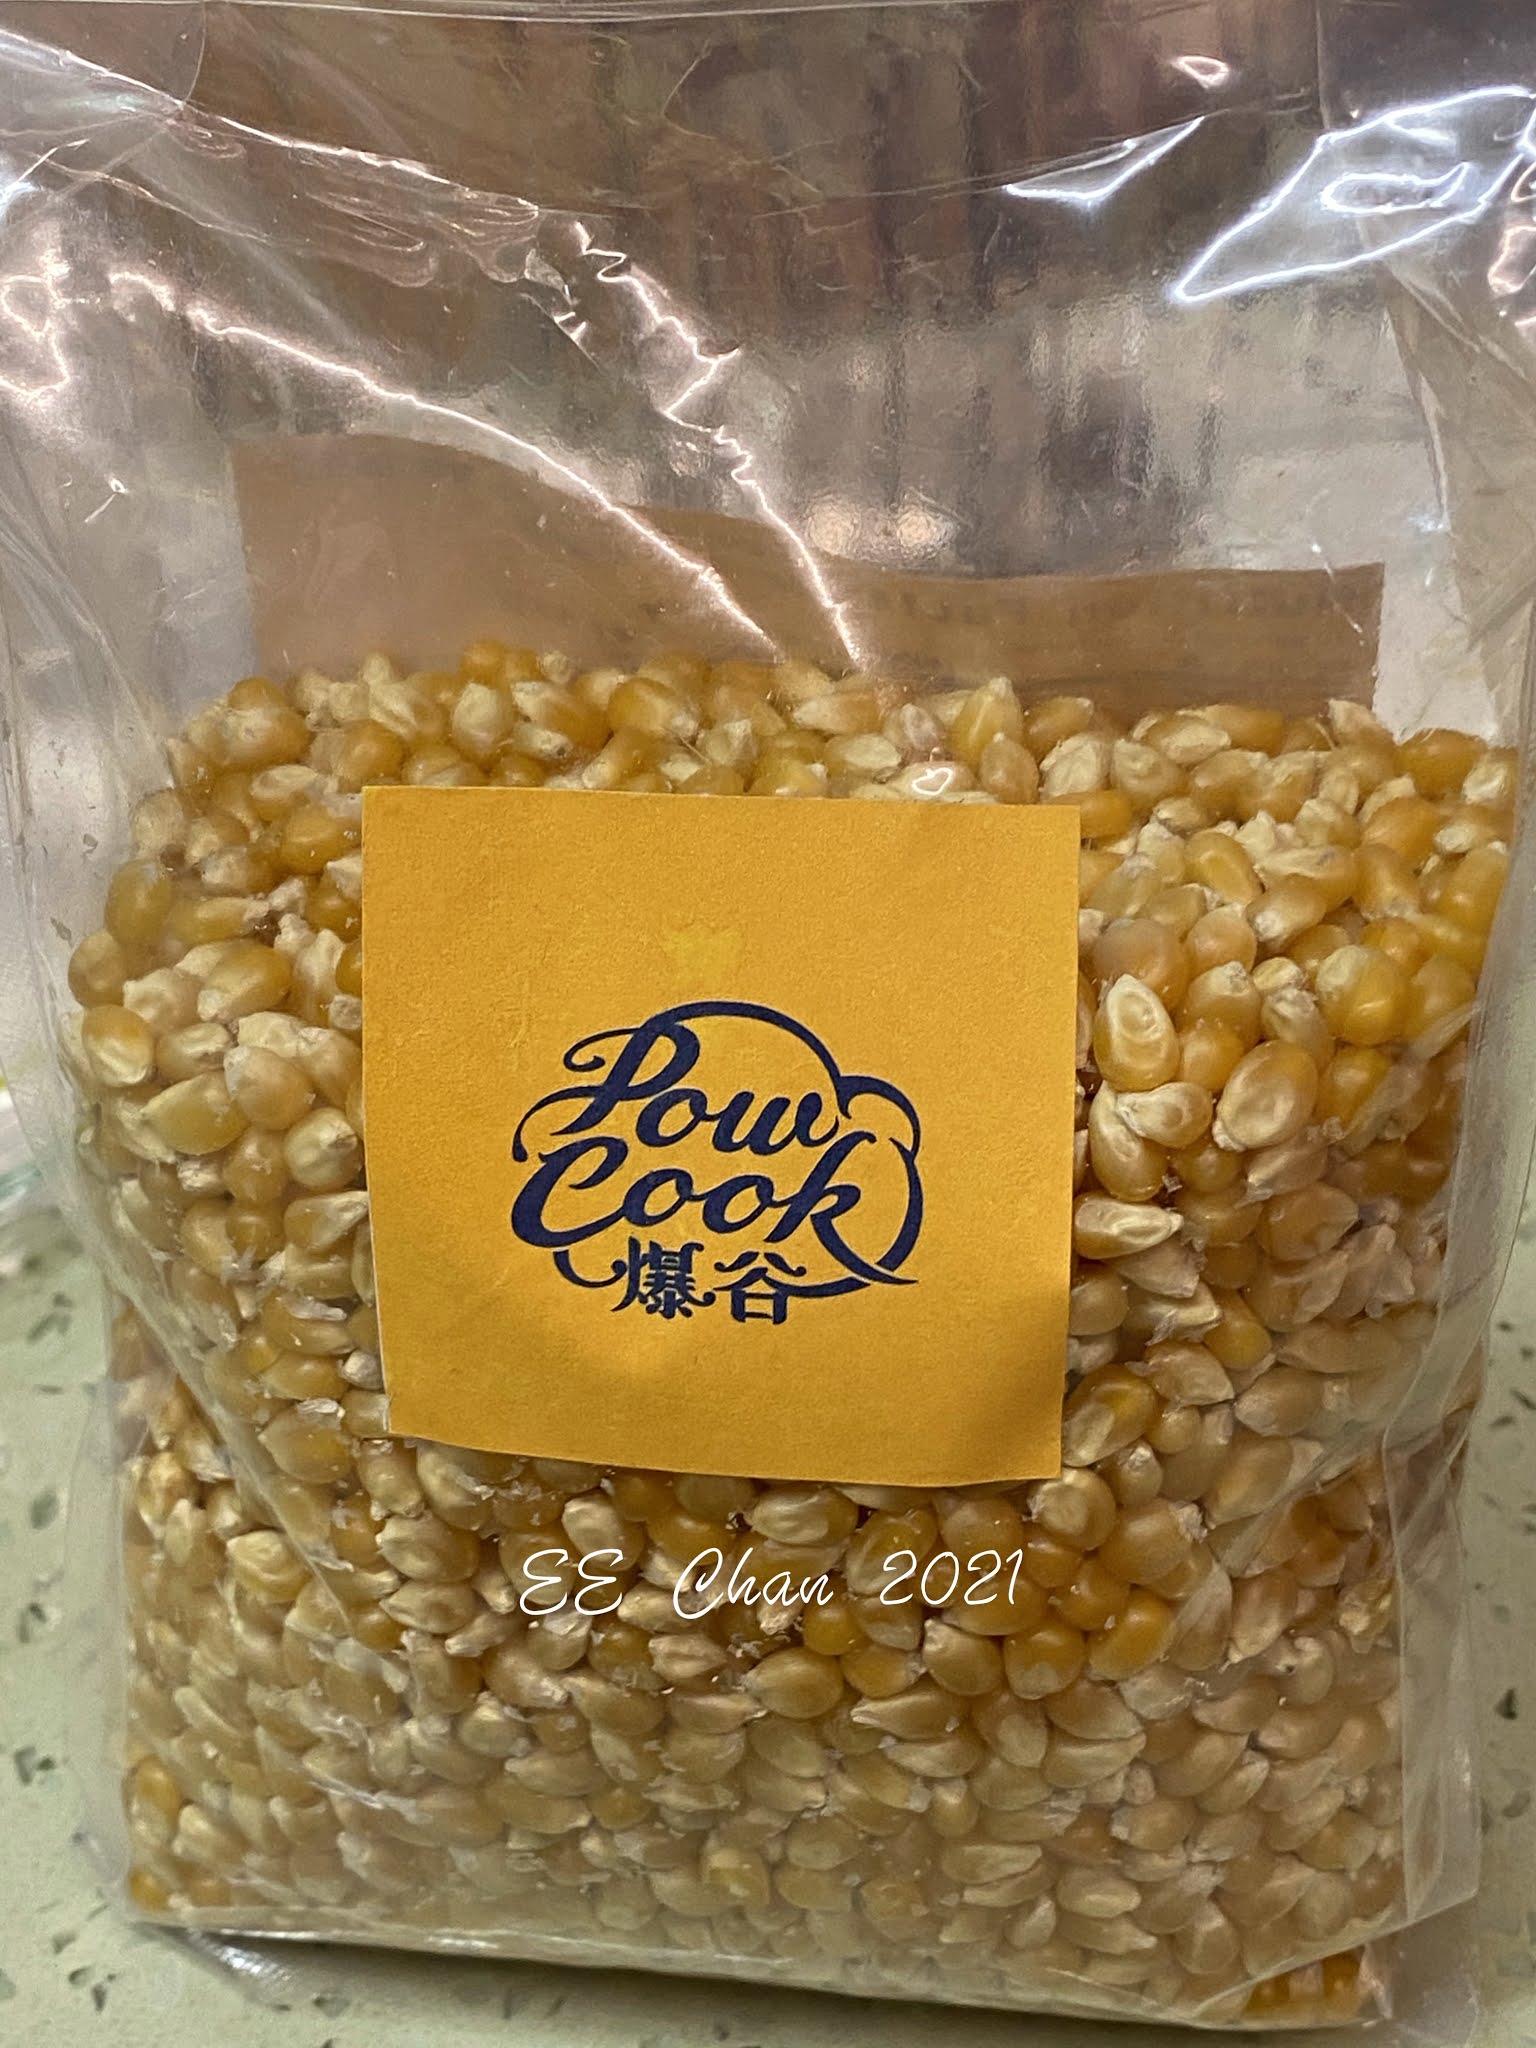 Pow
Cook
爆谷
EE Chan 2021